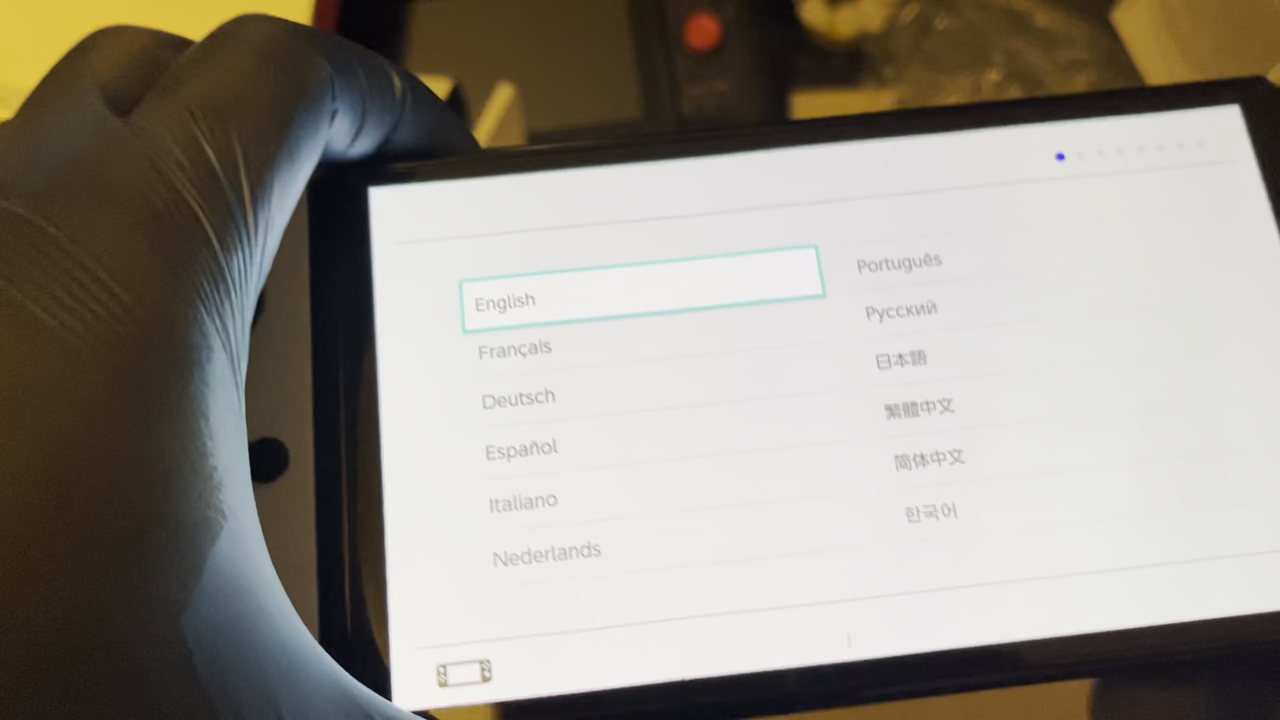 English
Français
Deutsch
Español
Italiano
Nederlands
Português
Русский
日本語
繁體中文
简体中文
한국어